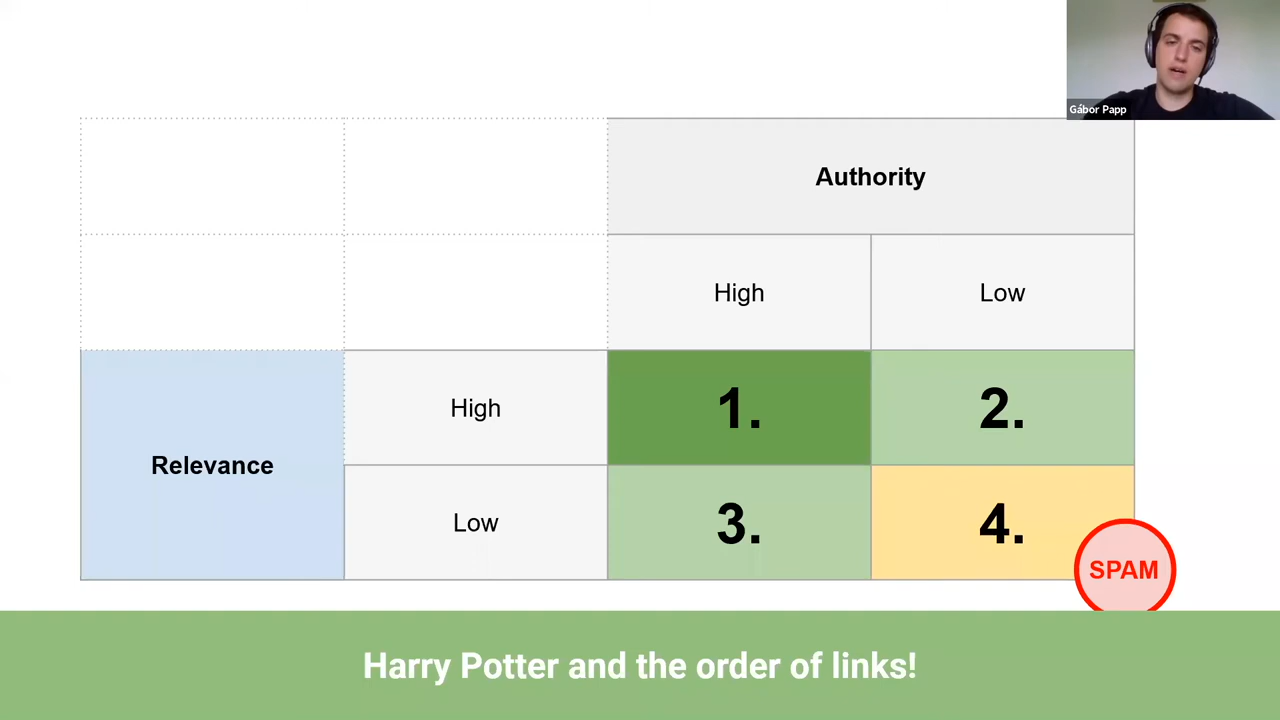 Gábor Papp
Authority
High
Low
High
1.
2.
Relevance
Low
3.
4.
SPAM
Harry Potter and the order of links!